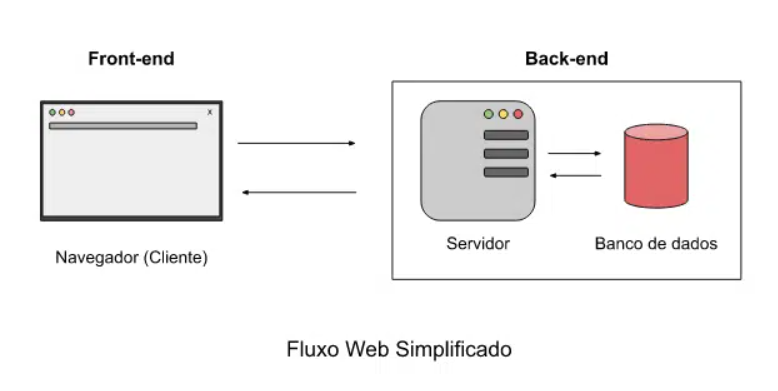 Front-end
Back-end
X
Navegador (Cliente)
Servidor
Banco de dados
Fluxo Web Simplificado